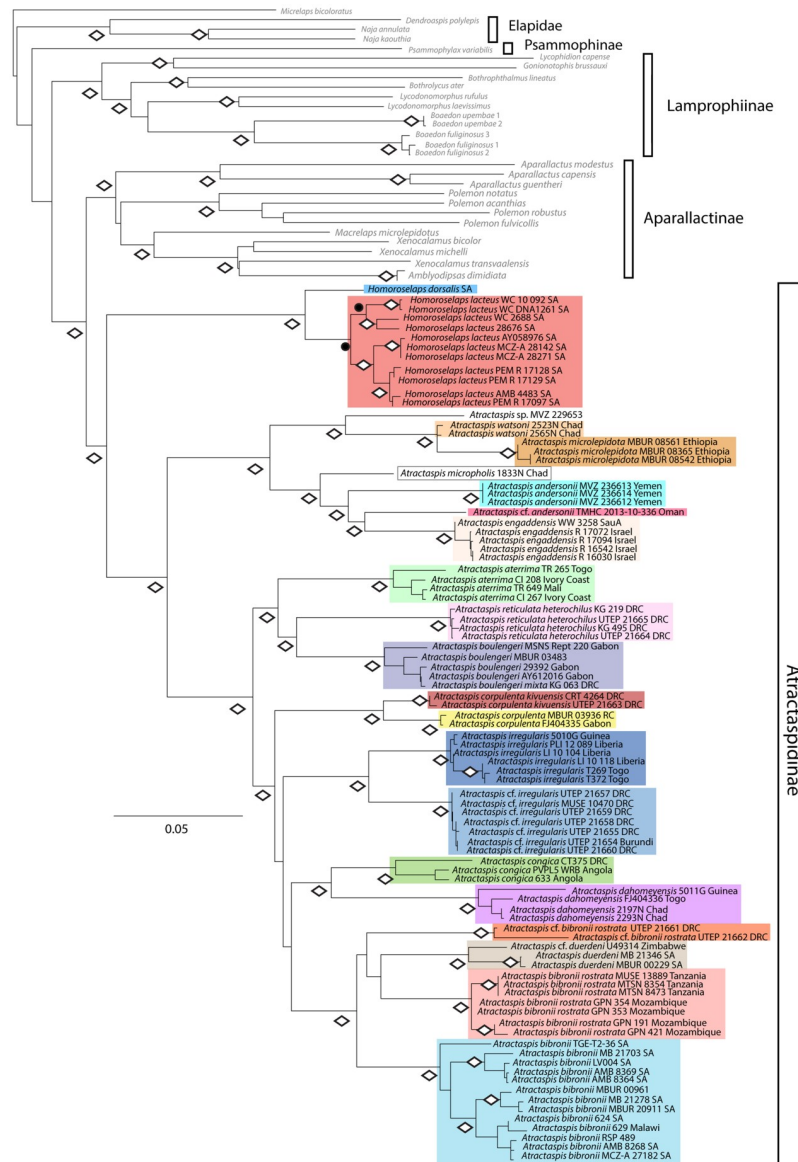 Micrelaps bicoloratus
Dendroaspis polylepis
Naja annulata
Naja kaouthia
Elapidae
Psammophylax variabilis
Psammophinae
Lycophidion capense
Gonionotophis brussauxi
Bothrophthalmus lineatus
Bothrolycus ater
Lycodonomorphus rufulus
Lycodonomorphus laevissimus
Boaedon upembae 1
Boaedon upembae 2
Boaedon fuliginosus 3
Boaedon fuliginosus 1
Boaedon fuliginosus 2
Lamprophiinae
Aparallactus modestus
Aparallactus capensis
Aparallactus guentheri
Polemon notatus
Polemon acanthias
Polemon robustus
Polemon fulvicollis
Macrelaps microlepidotus
Xenocalamus bicolor
Xenocalamus michelli
Xenocalamus transvaalensis
Amblyodipsas dimidiata
Aparallactinae
Homoroselaps dorsalis SA
Homoroselaps lacteus WC 10 092 SA
Homoroselaps lacteus WC DNA1261 SA
Homoroselaps lacteus WC 2688 SA
Homoroselaps lacteus 28676 SA
Homoroselaps lacteus AY058976 SA
Homoroselaps lacteus MCZ-A 28142 SA
Homoroselaps lacteus MCZ-A 28271 SA
Homoroselaps lacteus PEM R 17128 SA
Homoroselaps lacteus PEM R 17129 SA
Homoroselaps lacteus AMB 4483 SA
Homoroselaps lacteus PEM R 17097 SA
Atractaspis sp. MVZ 229653
Atractaspis watsoni 2523N Chad
Atractaspis watsoni 2565N Chad
Atractaspis microlepidota MBUR 08561 Ethiopia
Atractaspis microlepidota MBUR 08365 Ethiopia
Atractaspis microlepidota MBUR 08542 Ethiopia
Atractaspis micropholis 1833N Chad
Atractaspis andersonii MVZ 236613 Yemen
Atractaspis andersonii MVZ 236614 Yemen
Atractaspis andersonii MVZ 236612 Yemen
Atractaspis cf. andersonii TMHC 2013-10-336 Oman
Atractaspis engaddensis WW 3258 SauA
Atractaspis engaddensis R 17072 Israel
Atractaspis engaddensis R 17094 Israel
Atractaspis engaddensis R 16542 Israel
Atractaspis engaddensis R 16030 Israel
Atractaspis aterrima TR 265 Togo
Atractaspis aterrima CI 208 Ivory Coast
Atractaspis aterrima TR 649 Mali
Atractaspis aterrima CI 267 Ivory Coast
Atractaspis reticulata heterochilus KG 219 DRC
Atractaspis reticulata heterochilus UTEP 21665 DRC
Atractaspis reticulata heterochilus KG 495 DRC
Atractaspis reticulata heterochilus UTEP 21664 DRC
Atractaspis boulengeri MSNS Rept 220 Gabon
Atractaspis boulengeri MBUR 03483
Atractaspis boulengeri 29392 Gabon
Atractaspis boulengeri AY612016 Gabon
Atractaspis boulengeri mixta KG 063 DRC
Atractaspis corpulenta kivuensis CRT 4264 DRC
Atractaspis corpulenta kivuensis UTEP 21663 DRC
Atractaspis corpulenta MBUR 03936 RC
Atractaspis corpulenta FJ404335 Gabon
Atractaspis irregularis 5010G Guinea
Atractaspis irregularis PLI 12 089 Liberia
Atractaspis irregularis LI 10 104 Liberia
Atractaspis irregularis LI 10 118 Liberia
Atractaspis irregularis T269 Togo
Atractaspis irregularis T372 Togo
Atractaspis cf. irregularis UTEP 21657 DRC
Atractaspis cf. irregularis MUSE 10470 DRC
Atractaspis cf. irregularis UTEP 21659 DRC
Atractaspis cf. irregularis UTEP 21658 DRC
Atractaspis cf. irregularis UTEP 21655 DRC
Atractaspis cf. irregularis UTEP 21654 Burundi
Atractaspis cf. irregularis UTEP 21660 DRC
0.05
Atractaspis congica CT375 DRC
Atractaspis congica PVPL5 WRB Angola
Atractaspis congica 633 Angola
Atractaspis dahomeyensis 5011G Guinea
Atractaspis dahomeyensis FJ404336 Togo
Atractaspis dahomeyensis 2197N Chad
Atractaspis dahomeyensis 2293N Chad
Atractaspis cf. bibronii rostrata UTEP 21661 DRC
Atractaspis cf. bibronii rostrata UTEP 21662 DRC
Atractaspis cf. duerdeni U49314 Zimbabwe
Atractaspis duerdeni MB 21346 SA
Atractaspis duerdeni MBUR 00229 SA
Atractaspis bibronii rostrata MUSE 13889 Tanzania
Atractaspis bibronii rostrata MTSN 8354 Tanzania
Atractaspis bibronii rostrata MTSN 8473 Tanzania
Atractaspis bibronii rostrata GPN 354 Mozambique
Atractaspis bibronii rostrata GPN 353 Mozambique
Atractaspis bibronii rostrata GPN 191 Mozambique
Atractaspis bibronii rostrata GPN 421 Mozambique
Atractaspis bibronii TGE-T2-36 SA
Atractaspis bibronii MB 21703 SA
Atractaspis bibronii LV004 SA
Atractaspis bibronii AMB 8369 SA
Atractaspis bibronii AMB 8364 SA
Atractaspis bibronii MBUR 00961
Atractaspis bibronii MB 21278 SA
Atractaspis bibronii MBUR 20911 SA
Atractaspis bibronii 624 SA
Atractaspis bibronii 629 Malawi
Atractaspis bibronii RSP 489
Atractaspis bibronii AMB 8268 SA
Atractaspis bibronii MCZ-A 27182 SA
Atractaspidinae